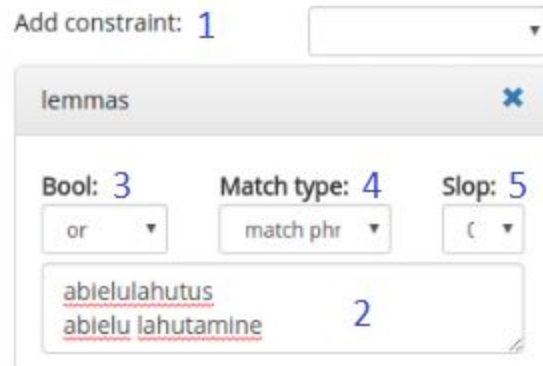 Add constraint: 1
lemmas
Bool: 3 Match type: 4 Slop: 5
or match phr
abielulahutus
abielu lahutamine 2